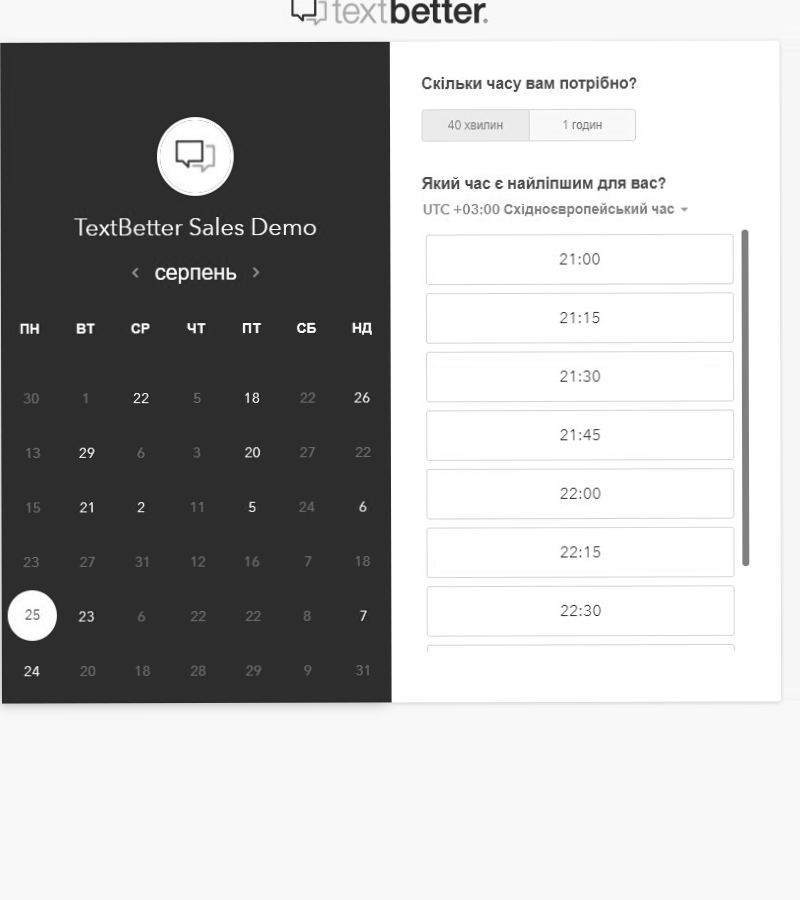 textbetter.
TextBetter Sales Demo
серпень
ПН ВТ СР ЧТ ПТ СБ НД
30 1 22 5 18 22 26
13 29 6 3 20 27 22
15 21 2 11 5 24 6
23 27 31 12 16 7 18
25 23 6 22 22 8 7
24 20 18 28 29 9 31
Скільки часу вам потрібно?
40 хвилин 1 годин
Який час є найліпшим для вас?
UTC +03:00 Східноєвропейський час
21:00
21:15
21:30
21:45
22:00
22:15
22:30